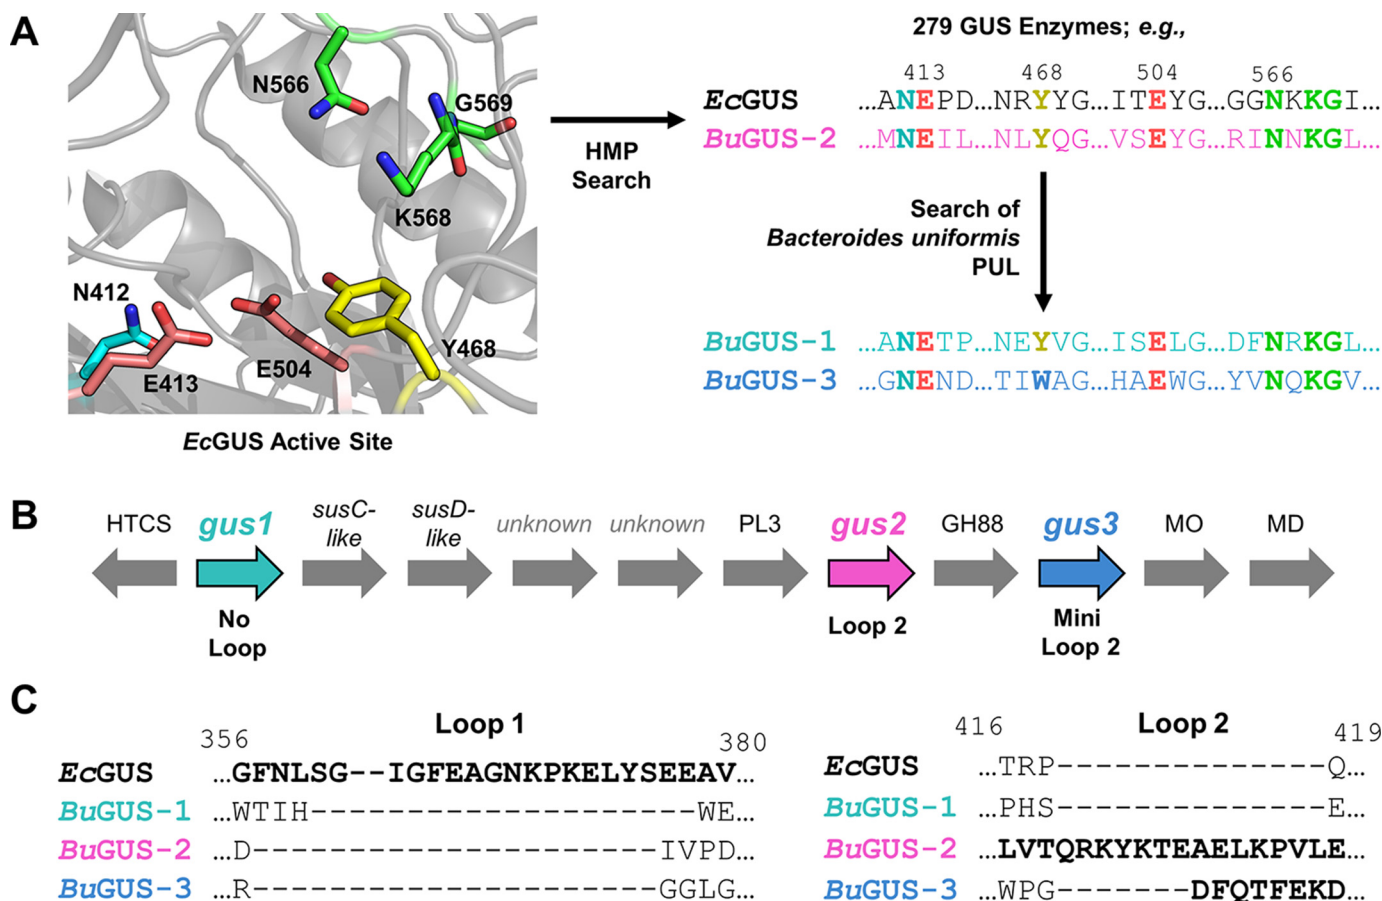 A
N566
G569
K568
N412
E413
E504
Y468
EcGUS Active Site
HMP
Search
279 GUS Enzymes; e.g.,
413 468 504 566
EcGUS ...ANEPD...NRYYG...ITEYG...GGNKKGI...
BuGUS-2 ...MNEIL...NLYQG...VSEYG...RINNKGL...
Search of
Bacteroides uniformis
PUL
BuGUS-1 ...ANETP...NEYVG...ISELG...DFNRKGL...
BuGUS-3 ...GNEND...TIWAG...HAEWG...YVNQKGV...
B
HTCS gus1 susC-like susD-like unknown unknown PL3 gus2 GH88 gus3 MO MD
No
Loop
Loop 2
Mini
Loop 2
C
Loop 1
356 380
EcGUS ...GFNLSG--IGFEAGNKPKELYSEEAV...
BuGUS-1 ...WTIH----------------------WE...
BuGUS-2 ...D-----------------------IVPD...
BuGUS-3 ...R-----------------------GGLG...
Loop 2
416 419
EcGUS ...TRP---------------Q...
BuGUS-1 ...PHS---------------E...
BuGUS-2 ...LVTQRKYKTEAELKPVLE...
BuGUS-3 ...WPG-------DFQTFEKD...